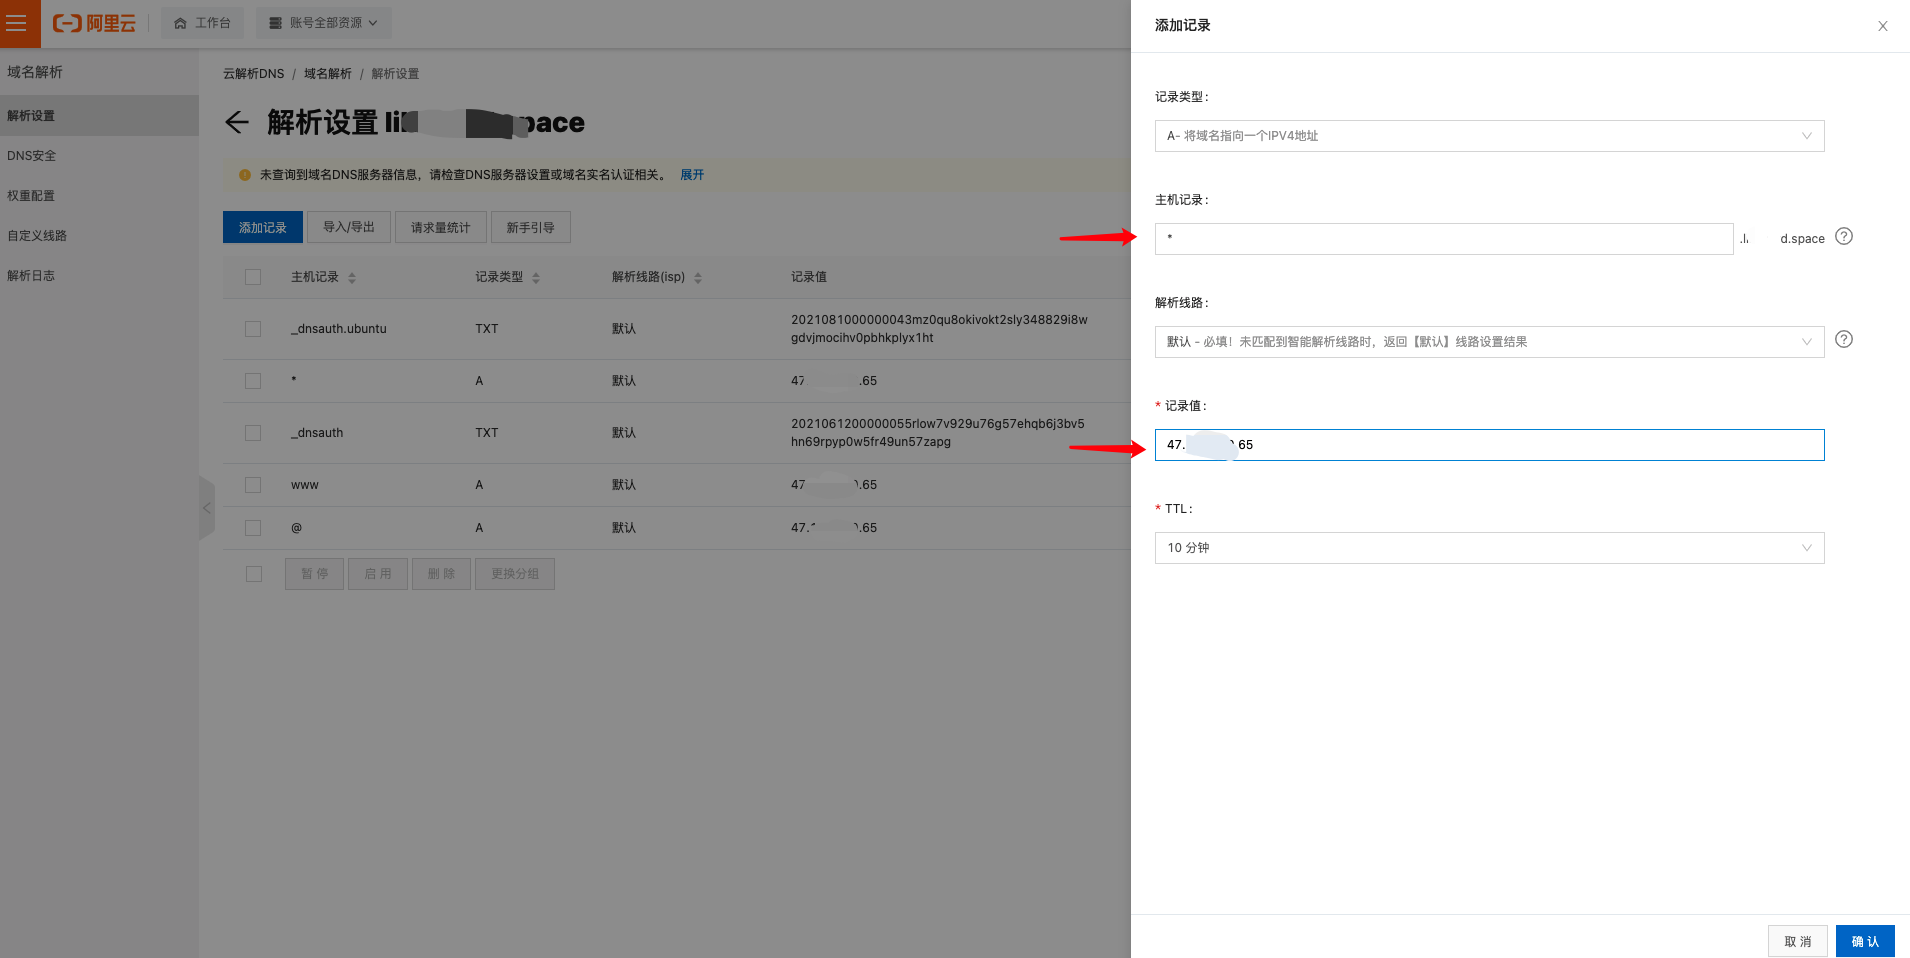 阿里云
工作台
账号全部资源
域名解析
解析设置
DNS安全
权重配置
自定义线路
解析日志
云解析DNS / 域名解析 / 解析设置
解析设置 li pace
未查询到域名DNS服务器信息，请检查DNS服务器设置或域名实名认证相关。 展开
添加记录 导入/导出 请求量统计 新手引导
主机记录 记录类型 解析线路(isp) 记录值
_dnsauth.ubuntu TXT 默认 2021081000000043mz0qu8okivokt2sly348829i8w
gdvjmocihv0pbhkplyx1ht
* A 默认 47 .65
_dnsauth TXT 默认 2021061200000055rlow7v929u76g57ehqb6j3bv5
hn69rpyp0w5fr49un57zapg
www A 默认 47 .65
@ A 默认 47. .65
暂 停 启 用 删 除 更换分组
添加记录
记录类型：
A- 将域名指向一个IPV4地址
主机记录：
* .l d.space
解析线路：
默认 - 必填！未匹配到智能解析线路时，返回【默认】线路设置结果
* 记录值：
47. .65
* TTL：
10 分钟
取 消 确 认